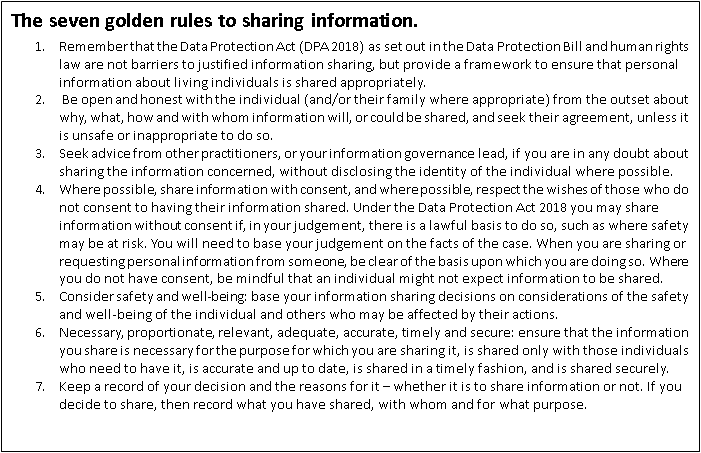 The seven golden rules to sharing information.
1. Remember that the Data Protection Act (DPA 2018) as set out in the Data Protection Bill and human rights
law are not barriers to justified information sharing, but provide a framework to ensure that personal
information about living individuals is shared appropriately.
2. Be open and honest with the individual (and/or their family where appropriate) from the outset about
why, what, how and with whom information will, or could be shared, and seek their agreement, unless it
is unsafe or inappropriate to do so.
3. Seek advice from other practitioners, or your information governance lead, if you are in any doubt about
sharing the information concerned, without disclosing the identity of the individual where possible.
4. Where possible, share information with consent, and where possible, respect the wishes of those who do
not consent to having their information shared. Under the Data Protection Act 2018 you may share
information without consent if, in your judgement, there is a lawful basis to do so, such as where safety
may be at risk. You will need to base your judgement on the facts of the case. When you are sharing or
requesting personal information from someone, be clear of the basis upon which you are doing so. Where
you do not have consent, be mindful that an individual might not expect information to be shared.
5. Consider safety and well-being: base your information sharing decisions on considerations of the safety
and well-being of the individual and others who may be affected by their actions.
6. Necessary, proportionate, relevant, adequate, accurate, timely and secure: ensure that the information
you share is necessary for the purpose for which you are sharing it, is shared only with those individuals
who need to have it, is accurate and up to date, is shared in a timely fashion, and is shared securely.
7. Keep a record of your decision and the reasons for it – whether it is to share information or not. If you
decide to share, then record what you have shared, with whom and for what purpose.